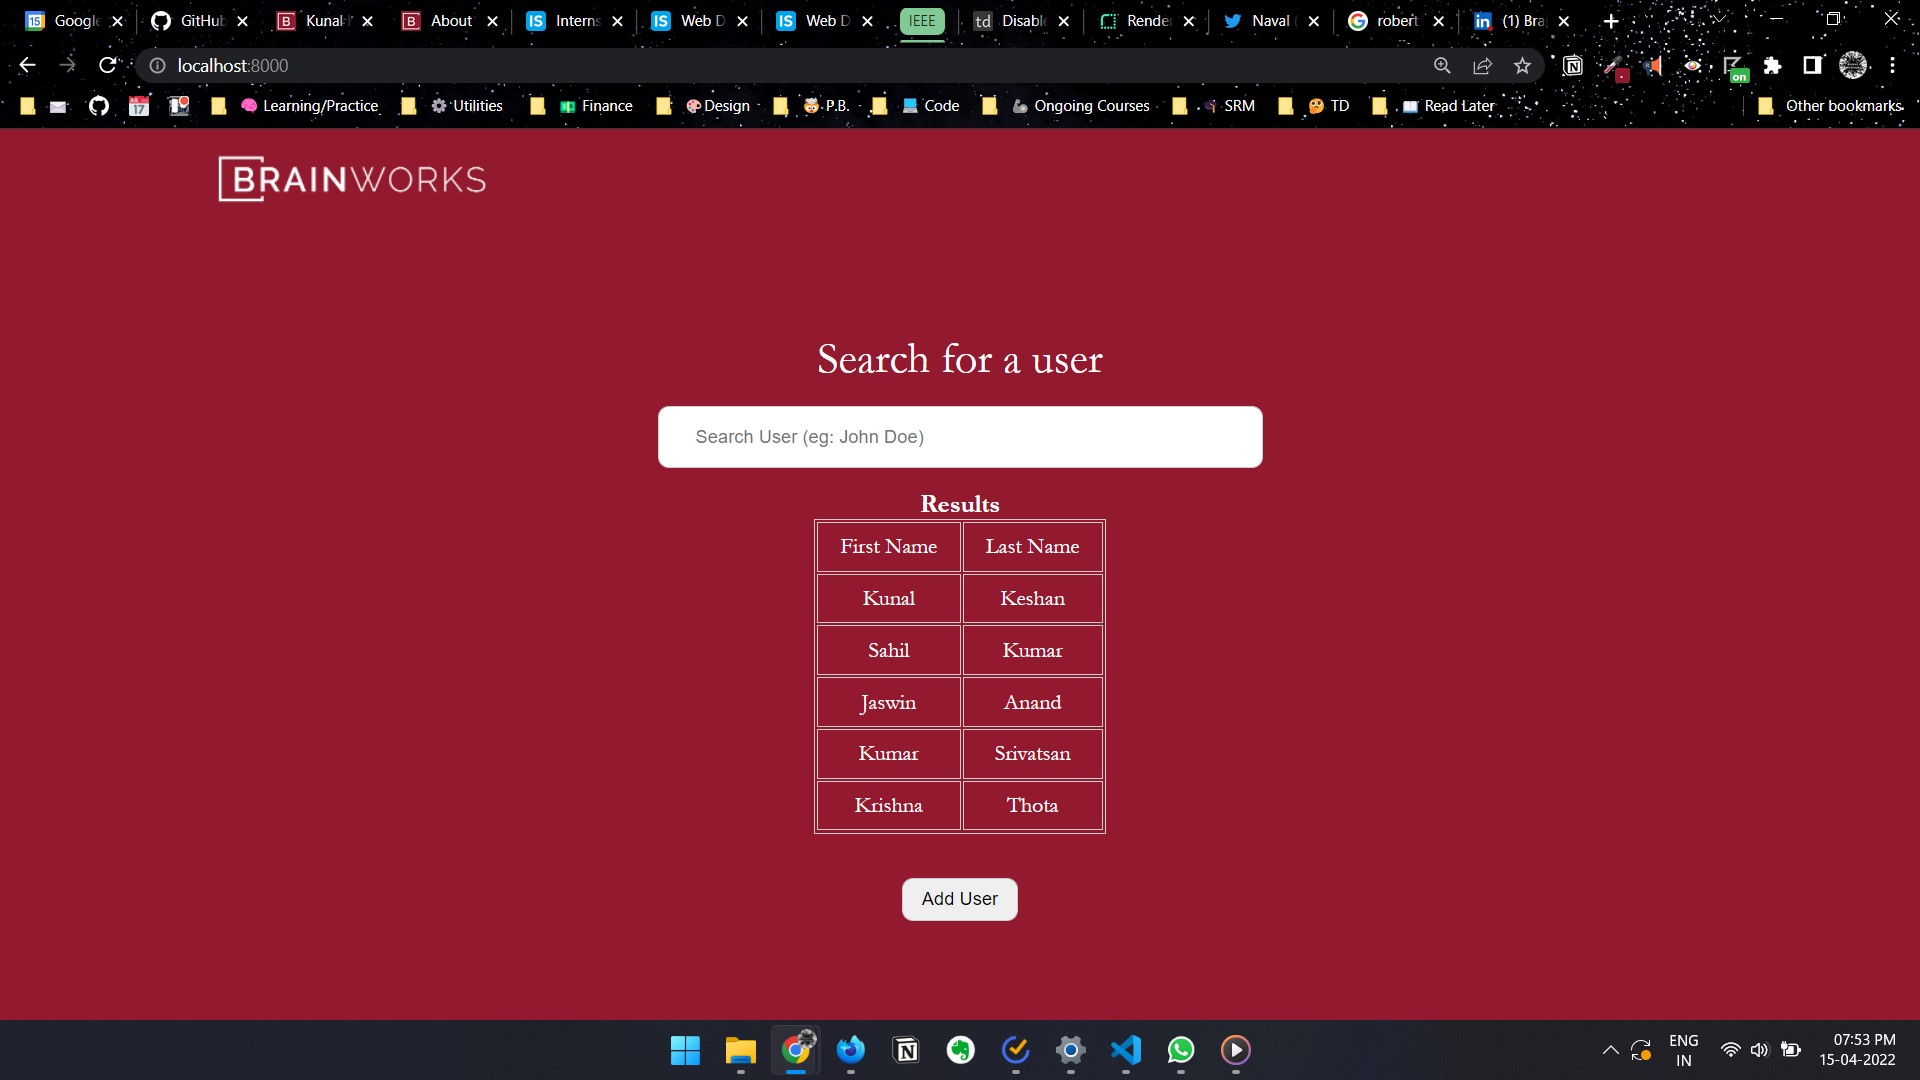 Google GitHub Kunal- About Interns Web D Web D IEEE td Disable Render Naval robert in (1) Bra
localhost:8000
Learning/Practice Utilities Finance Design P.B. Code Ongoing Courses SRM TD Read Later Other bookmarks
on
BRAINWORKS
Search for a user
Search User (eg: John Doe)
Results
First Name Last Name
Kunal Keshan
Sahil Kumar
Jaswin Anand
Kumar Srivatsan
Krishna Thota
Add User
ENG 07:53 PM
IN 15-04-2022